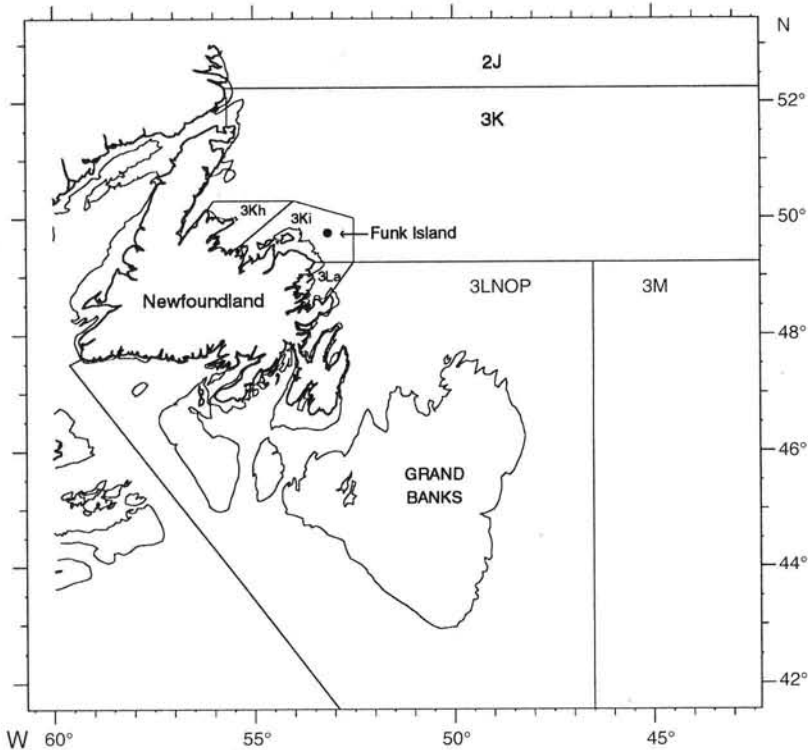 N
2J
52°
3K
50°
3Kh
3Ki
Funk Island
3La
Newfoundland
3LNOP
3M
48°
46°
GRAND
BANKS
44°
42°
W 60° 55° 50° 45°